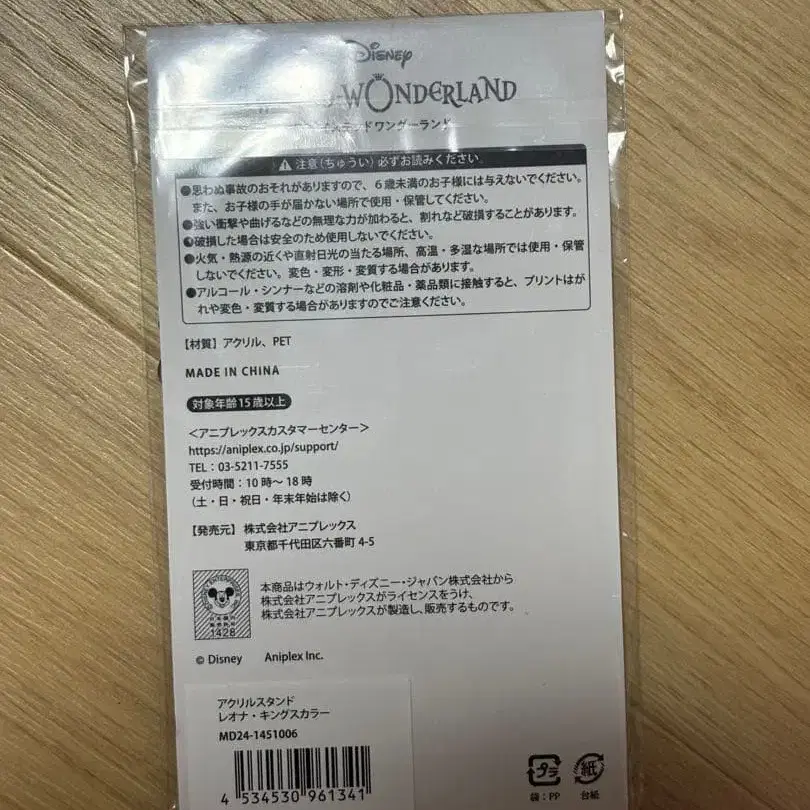 Disney
WONDERLAND
ステッドワンダーランド
注意(ちゅうい)必ずお読みください
●思わぬ事故のおそれがありますので、6歳未満のお子様には与えないでください。
また、お子様の手が届かない場所で使用・保管してください。
●強い衝撃や曲げるなどの無理な力が加わると、割れなど破損することがあります。
●破損した場合は安全のため使用しないでください。
●火気・熱源の近くや直射日光の当たる場所、高温・多湿な場所では使用・保管
しないでください。変色・変形・変質する場合があります。
●アルコール・シンナーなどの溶剤や化粧品・薬品類に接触すると、プリントはが
れや変色・変質する場合がありますのでご注意ください。
【材質】アクリル、PET
MADE IN CHINA
対象年齢15歳以上
<アニプレックスカスタマーセンター>
https://aniplex.co.jp/support/
TEL:03-5211-7555
受付時間:10時~18時
(土・日・祝日・年末年始は除く)
【発売元】株式会社アニプレックス
東京都千代田区六番町4-5
本商品はウォルト・ディズニー・ジャパン株式会社から
株式会社アニプレックスがライセンスをうけ、
株式会社アニプレックスが製造し、販売するものです。
1428
© Disney Aniplex Inc.
アクリルスタンド
レオナ・キングスカラー
MD24-1451006
4 534530 961341
プラ
袋:PP
紙
台紙